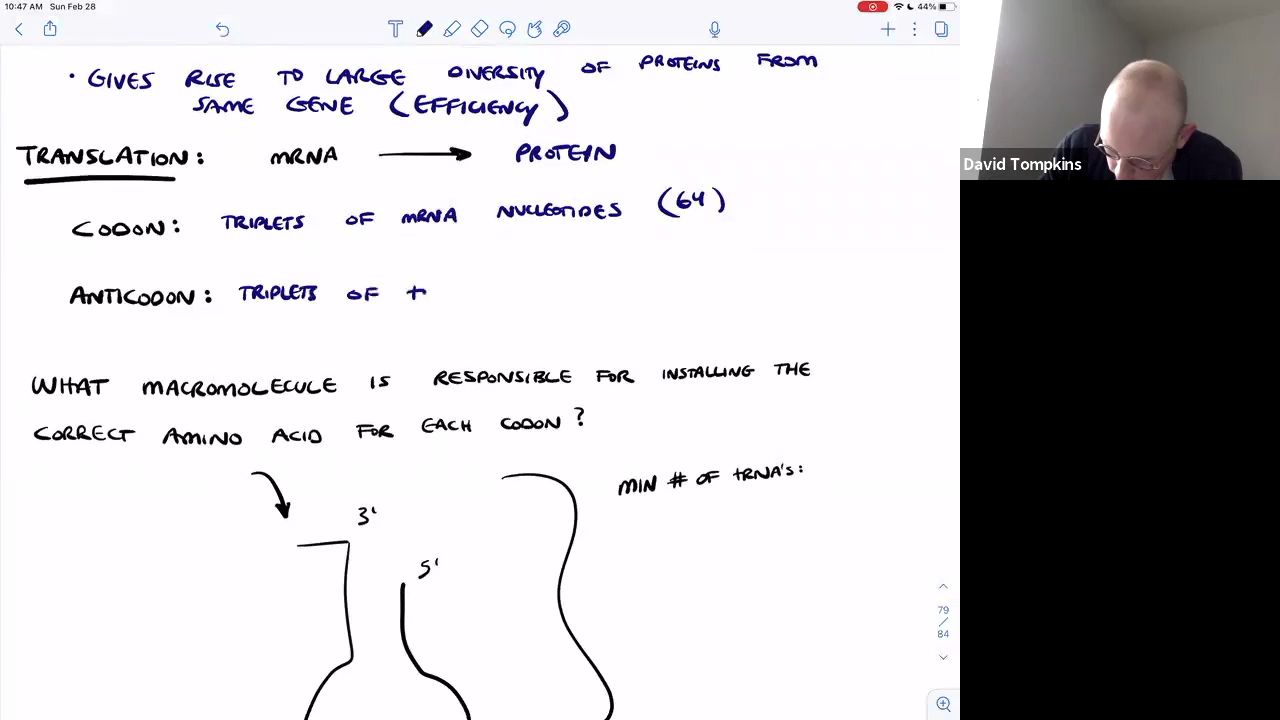 10:47 AM Sun Feb 28
44%
• GIVES RISE TO LARGE DIVERSITY OF PROTEINS FROM
SAME GENE (EFFICIENCY)
TRANSLATION: mRNA → PROTEIN
David Tompkins
CODON: TRIPLETS OF mRNA NUCLEOTIDES (64)
ANTICODON: TRIPLETS OF t
WHAT MACROMOLECULE IS RESPONSIBLE FOR INSTALLING THE
CORRECT AMINO ACID FOR EACH CODON?
MIN # OF tRNA'S:
3'
5'
79
/
84